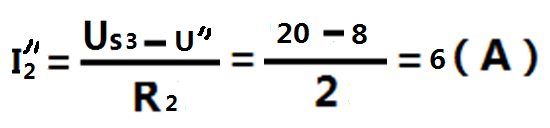 I₂″ = (U_S3 − U″) / R₂ = (20 − 8) / 2 = 6 (A)